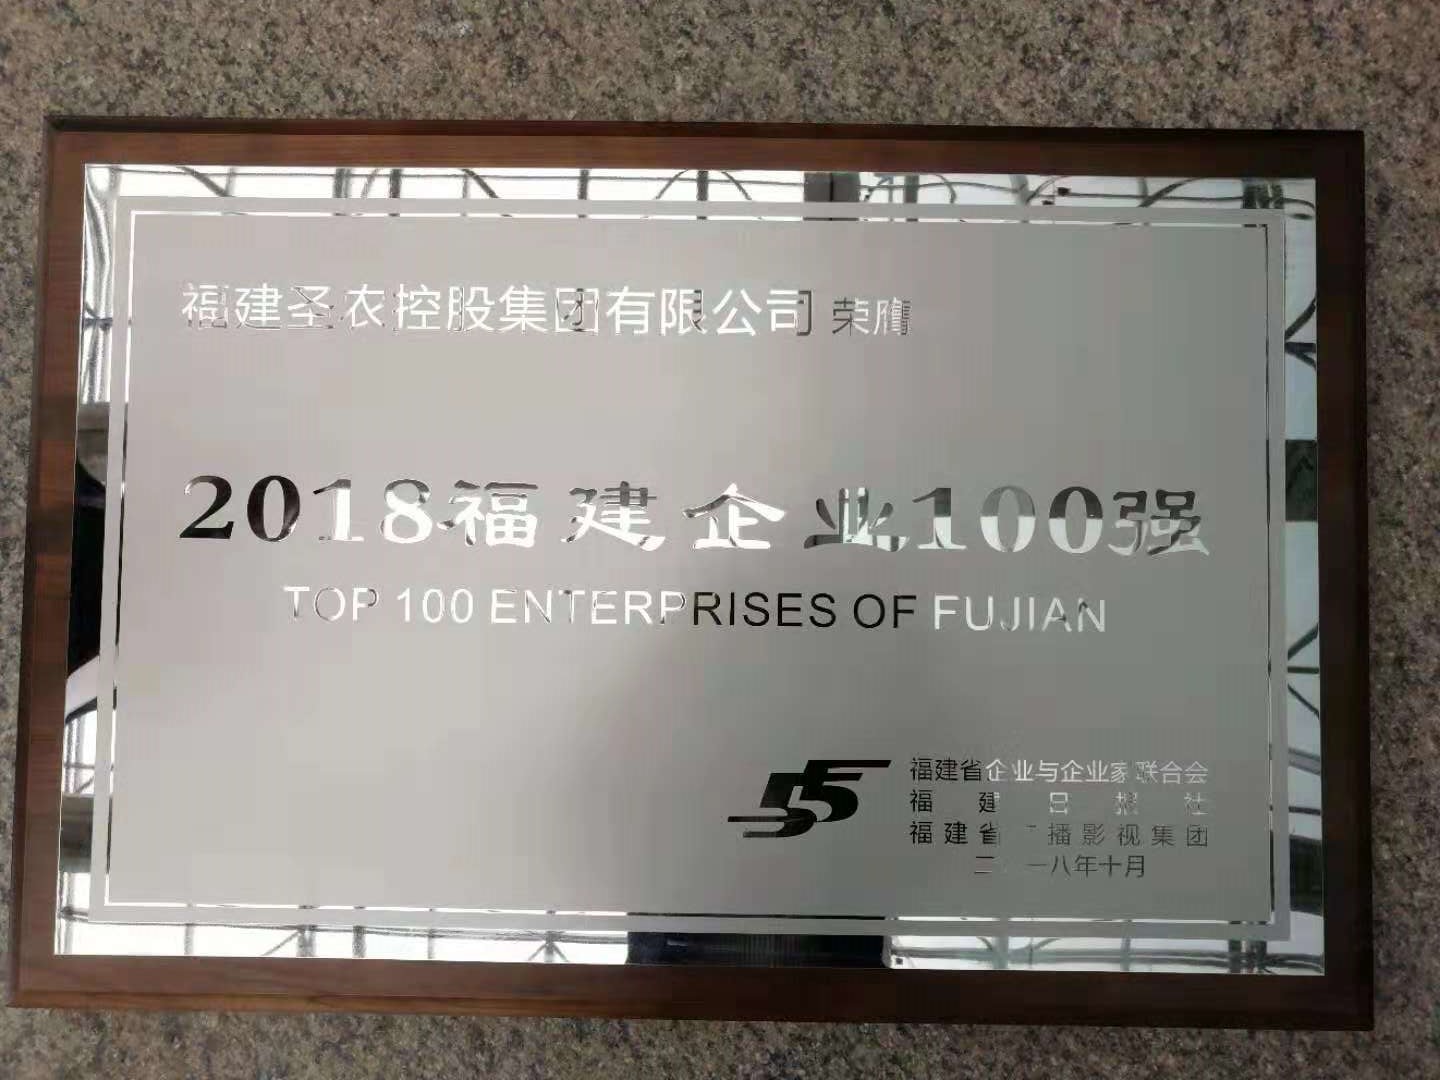 福建圣农控股集团有限公司 荣膺
2018福建企业100强
TOP 100 ENTERPRISES OF FUJIAN
福建省企业与企业家联合会
福建日报社
福建省广播影视集团
二〇一八年十月